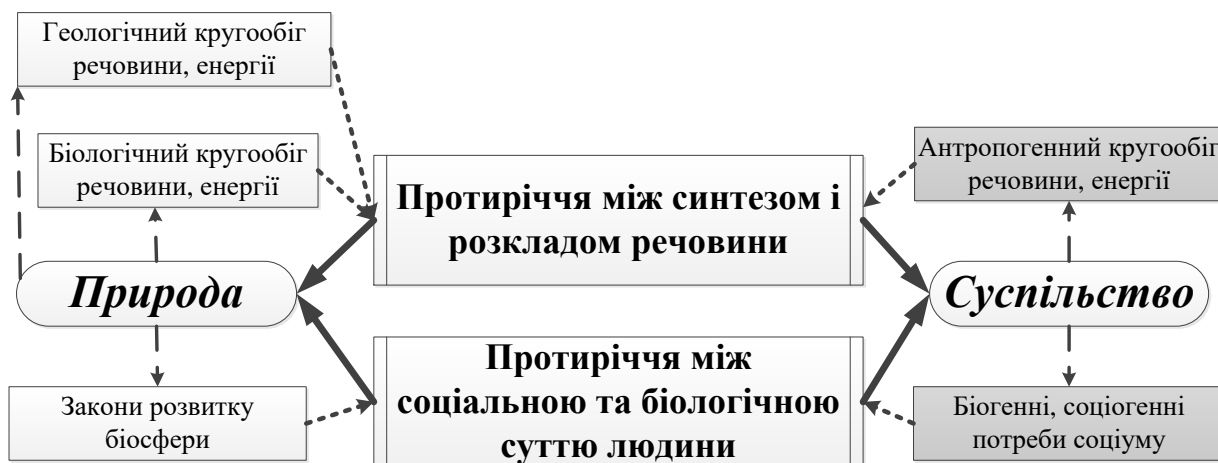 Геологічний кругообіг
речовини, енергії
Біологічний кругообіг
речовини, енергії
Протиріччя між синтезом і
розкладом речовини
Антропогенний кругообіг
речовини, енергії
Природа
Суспільство
Закони розвитку
біосфери
Протиріччя між
соціальною та біологічною
суттю людини
Біогенні, соціогенні
потреби соціуму